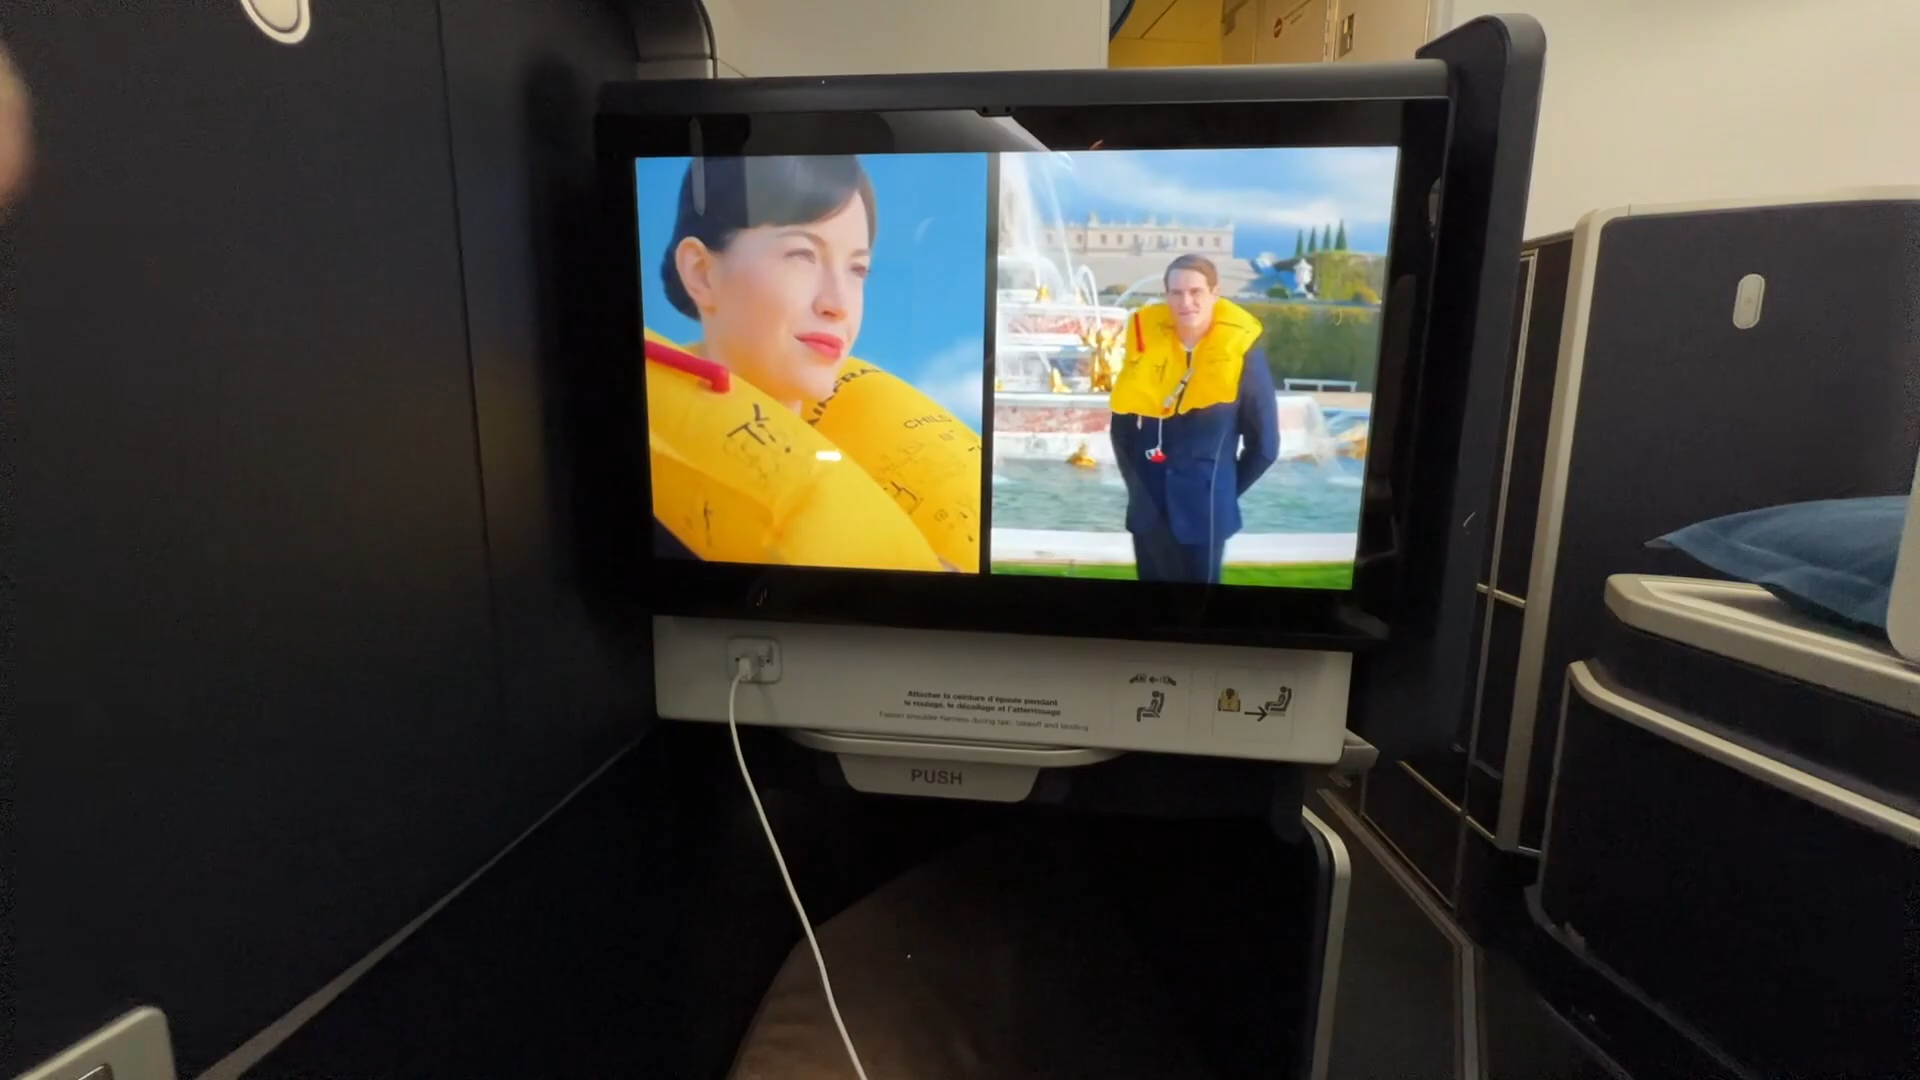 CHILD
Attacher la ceinture d'épaule pendant
le roulage, le décollage et l'atterrissage
Fasten shoulder harness during taxi, takeoff and landing
PUSH